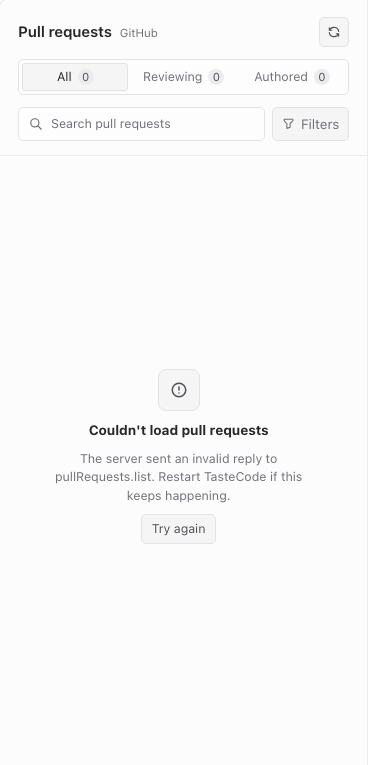 Pull requests GitHub
All 0 Reviewing 0 Authored 0
Search pull requests Filters
Couldn't load pull requests
The server sent an invalid reply to
pullRequests.list. Restart TasteCode if this
keeps happening.
Try again